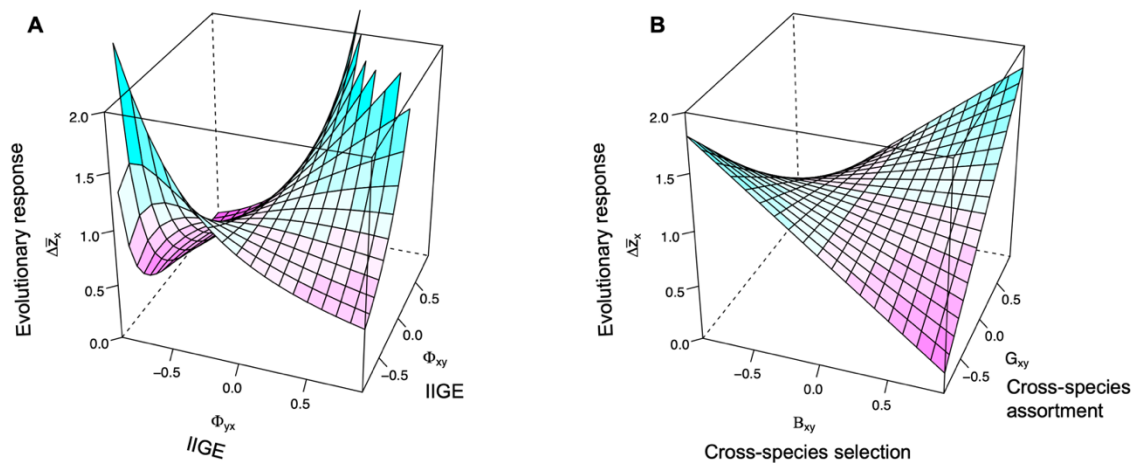 A
2.0
1.5
1.0
0.5
0.0
Evolutionary response
Δz̄x
−0.5
0.0
0.5
Φyx
IIGE
−0.5
0.0
0.5
Φxy
IIGE
B
2.0
1.5
1.0
0.5
0.0
Evolutionary response
Δz̄x
−0.5
0.0
0.5
Bxy
Cross-species selection
−0.5
0.0
0.5
Gxy
Cross-species
assortment